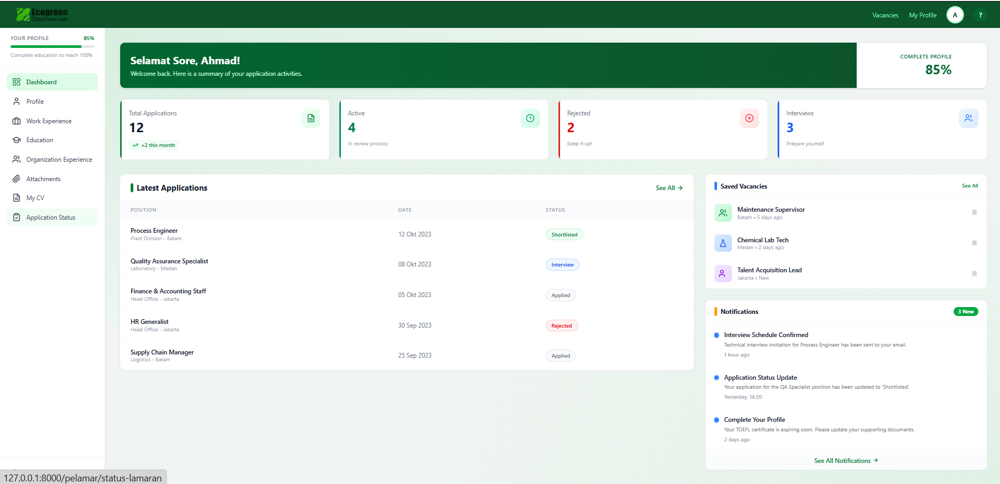 Ecogreen
Oleochemicals
Vacancies
My Profile
A
?
YOUR PROFILE
85%
Complete education to reach 100%
Dashboard
Profile
Work Experience
Education
Organization Experience
Attachments
My CV
Application Status
Selamat Sore, Ahmad!
Welcome back. Here is a summary of your application activities.
COMPLETE PROFILE
85%
Total Applications
12
+2 this month
Active
4
In review process
Rejected
2
Keep it up!
Interviews
3
Prepare yourself
Latest Applications
See All →
POSITION DATE STATUS
Process Engineer
Plant Division - Batam
12 Okt 2023
Shortlisted
Quality Assurance Specialist
Laboratory - Medan
08 Okt 2023
Interview
Finance & Accounting Staff
Head Office - Jakarta
05 Okt 2023
Applied
HR Generalist
Head Office - Jakarta
30 Sep 2023
Rejected
Supply Chain Manager
Logistics - Batam
25 Sep 2023
Applied
Saved Vacancies
See All
Maintenance Supervisor
Batam • 5 days ago
Chemical Lab Tech
Medan • 2 days ago
Talent Acquisition Lead
Jakarta • New
Notifications
3 New
Interview Schedule Confirmed
Technical interview invitation for Process Engineer has been sent to your email.
1 hour ago
Application Status Update
Your application for the QA Specialist position has been updated to 'Shortlisted'.
Yesterday, 14:20
Complete Your Profile
Your TOEFL certificate is expiring soon. Please update your supporting documents.
2 days ago
See All Notifications →
127.0.0.1:8000/pelamar/status-lamaran